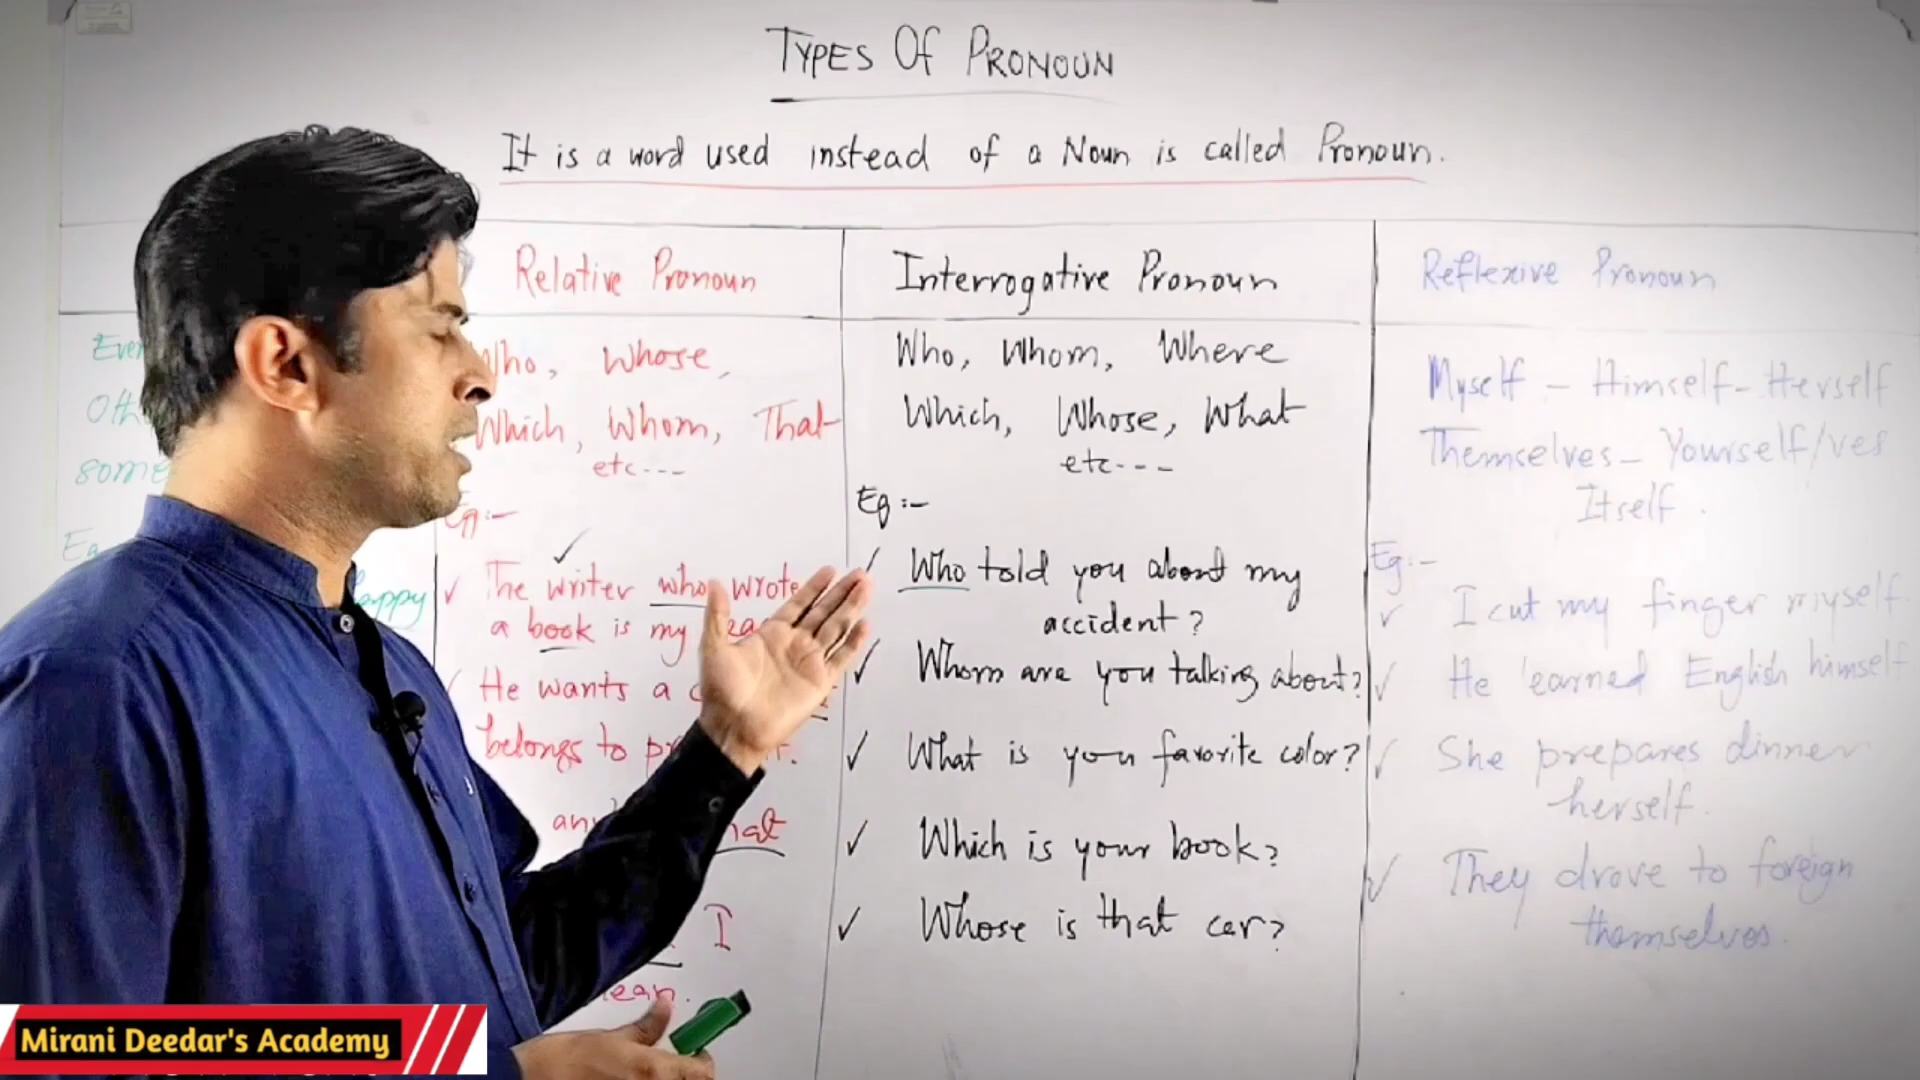 TYPES OF PRONOUN
It is a word used instead of a Noun is called Pronoun.
Relative Pronoun
Who, Whose,
Which, Whom, That
etc---
Eg:-
The writer who wrote
a book is my
He wants a
belongs to
I
Interrogative Pronoun
Who, Whom, Where
Which, Whose, What
etc---
Eg:-
Who told you about my
accident?
Whom are you talking about?
What is you favorite color?
Which is your book?
Whose is that car?
Reflexive Pronoun
Myself - Himself - Herself
Themselves - Yourself/ves
Itself.
Eg:-
I cut my finger myself.
He learned English himself
She prepares dinner
herself.
They drove to foreign
themselves.
happy
Mirani Deedar's Academy